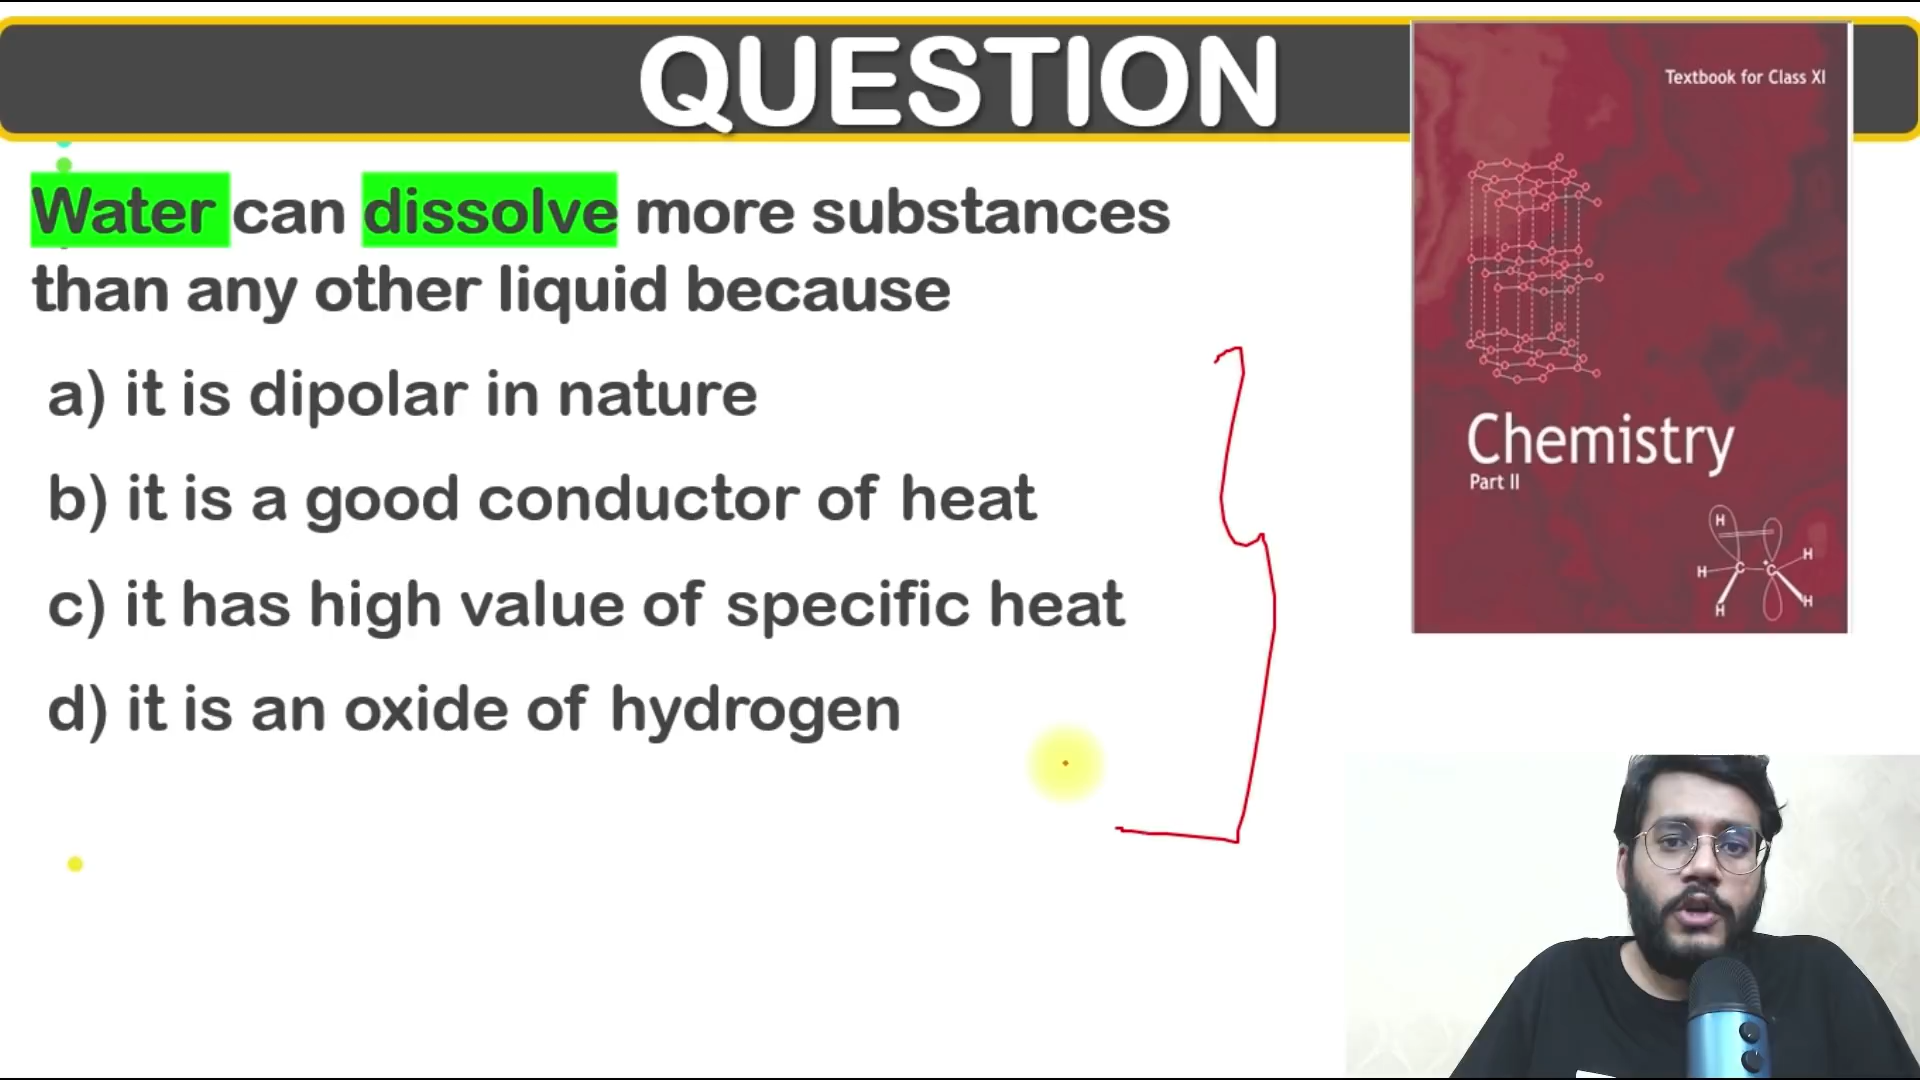 QUESTION
Textbook for Class XI
Water can dissolve more substances
than any other liquid because
a) it is dipolar in nature
b) it is a good conductor of heat
c) it has high value of specific heat
d) it is an oxide of hydrogen
Chemistry
Part II
H
H
H
C
C
H
H